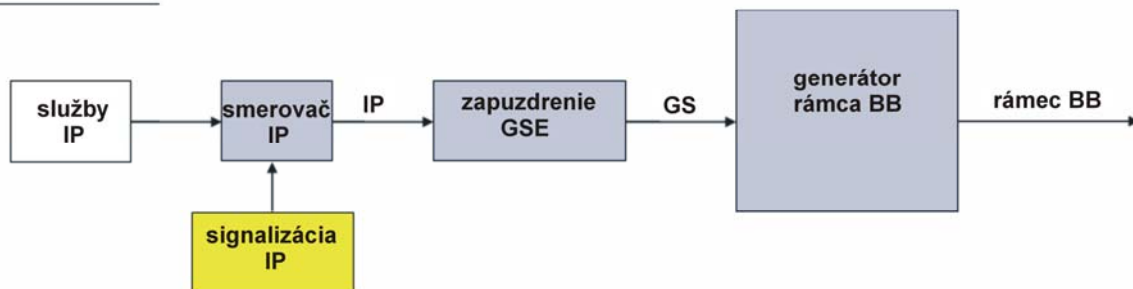 služby
IP
smerovač
IP
IP
zapuzdrenie
GSE
GS
generátor
rámca BB
rámec BB
signalizácia
IP